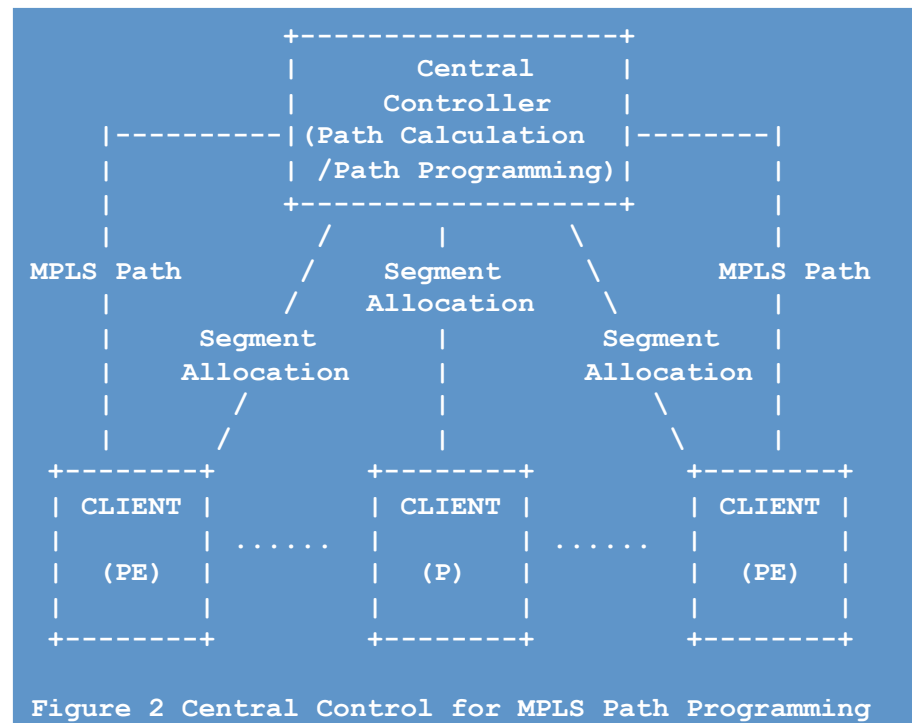 +--------------------+
|       Central      |
|     Controller     |
|----------|(Path Calculation  |--------|
|          | /Path Programming)|        |
|          +--------------------+        |
|             /       |       \          |
MPLS Path       /    Segment    \       MPLS Path
|           /    Allocation    \         |
|     Segment         |         Segment  |
|    Allocation       |       Allocation |
|       /             |             \    |
|      /              |              \   |
+--------+         +--------+         +--------+
| CLIENT |         | CLIENT |         | CLIENT |
|        | ...... |        | ...... |        |
|  (PE)  |         |  (P)   |         |  (PE)  |
|        |         |        |         |        |
+--------+         +--------+         +--------+
Figure 2 Central Control for MPLS Path Programming